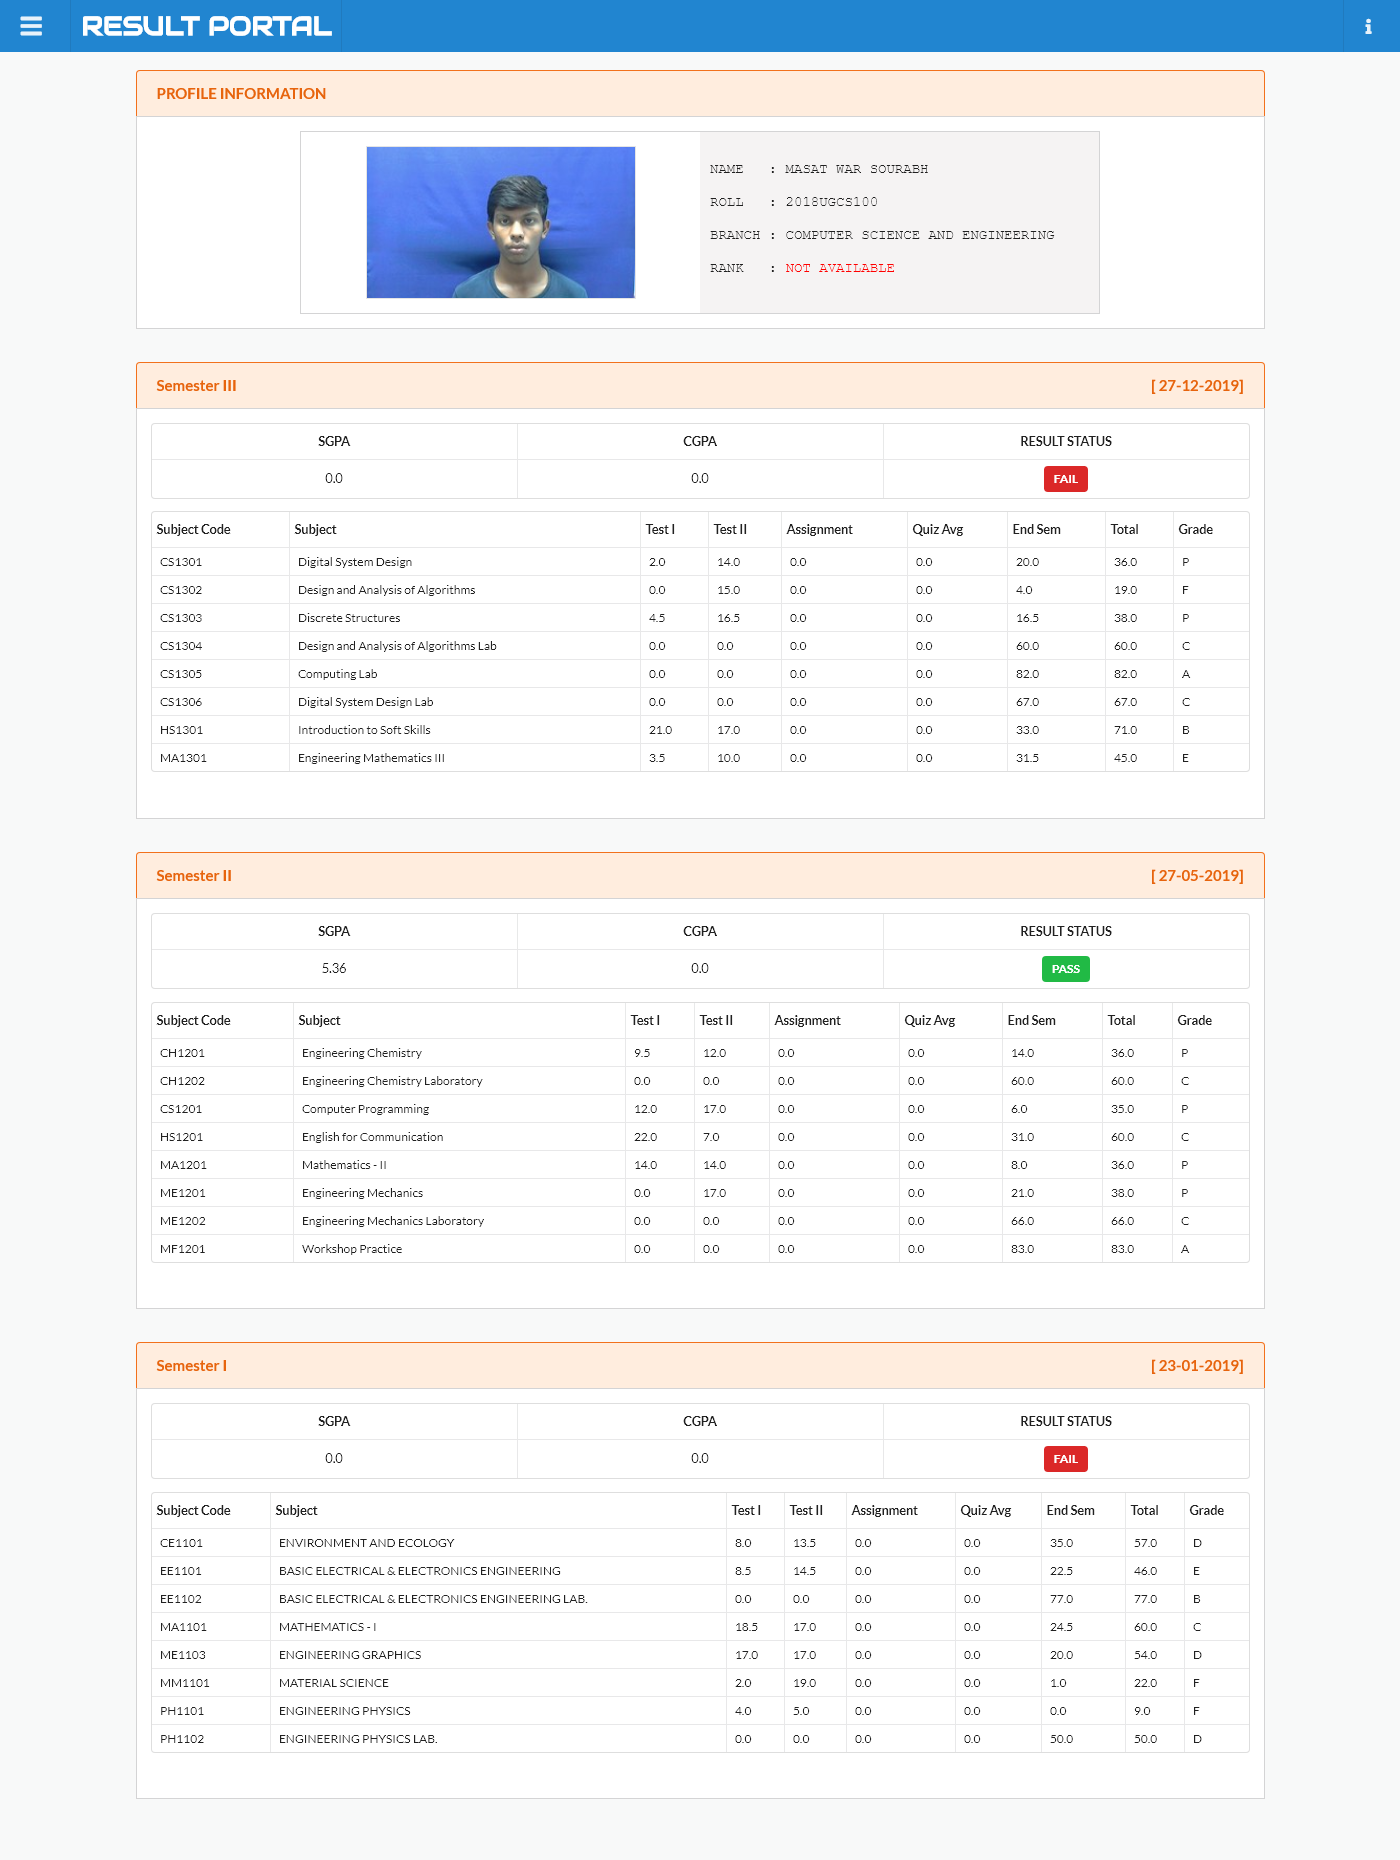 RESULT PORTAL
PROFILE INFORMATION
NAME : MASAT WAR SOURABH
ROLL : 2018UGCS100
BRANCH : COMPUTER SCIENCE AND ENGINEERING
RANK : NOT AVAILABLE
Semester III [ 27-12-2019]
SGPA CGPA RESULT STATUS
0.0 0.0 FAIL
Subject Code Subject Test I Test II Assignment Quiz Avg End Sem Total Grade
CS1301 Digital System Design 2.0 14.0 0.0 0.0 20.0 36.0 P
CS1302 Design and Analysis of Algorithms 0.0 15.0 0.0 0.0 4.0 19.0 F
CS1303 Discrete Structures 4.5 16.5 0.0 0.0 16.5 38.0 P
CS1304 Design and Analysis of Algorithms Lab 0.0 0.0 0.0 0.0 60.0 60.0 C
CS1305 Computing Lab 0.0 0.0 0.0 0.0 82.0 82.0 A
CS1306 Digital System Design Lab 0.0 0.0 0.0 0.0 67.0 67.0 C
HS1301 Introduction to Soft Skills 21.0 17.0 0.0 0.0 33.0 71.0 B
MA1301 Engineering Mathematics III 3.5 10.0 0.0 0.0 31.5 45.0 E
Semester II [ 27-05-2019]
SGPA CGPA RESULT STATUS
5.36 0.0 PASS
Subject Code Subject Test I Test II Assignment Quiz Avg End Sem Total Grade
CH1201 Engineering Chemistry 9.5 12.0 0.0 0.0 14.0 36.0 P
CH1202 Engineering Chemistry Laboratory 0.0 0.0 0.0 0.0 60.0 60.0 C
CS1201 Computer Programming 12.0 17.0 0.0 0.0 6.0 35.0 P
HS1201 English for Communication 22.0 7.0 0.0 0.0 31.0 60.0 C
MA1201 Mathematics - II 14.0 14.0 0.0 0.0 8.0 36.0 P
ME1201 Engineering Mechanics 0.0 17.0 0.0 0.0 21.0 38.0 P
ME1202 Engineering Mechanics Laboratory 0.0 0.0 0.0 0.0 66.0 66.0 C
MF1201 Workshop Practice 0.0 0.0 0.0 0.0 83.0 83.0 A
Semester I [ 23-01-2019]
SGPA CGPA RESULT STATUS
0.0 0.0 FAIL
Subject Code Subject Test I Test II Assignment Quiz Avg End Sem Total Grade
CE1101 ENVIRONMENT AND ECOLOGY 8.0 13.5 0.0 0.0 35.0 57.0 D
EE1101 BASIC ELECTRICAL & ELECTRONICS ENGINEERING 8.5 14.5 0.0 0.0 22.5 46.0 E
EE1102 BASIC ELECTRICAL & ELECTRONICS ENGINEERING LAB. 0.0 0.0 0.0 0.0 77.0 77.0 B
MA1101 MATHEMATICS - I 18.5 17.0 0.0 0.0 24.5 60.0 C
ME1103 ENGINEERING GRAPHICS 17.0 17.0 0.0 0.0 20.0 54.0 D
MM1101 MATERIAL SCIENCE 2.0 19.0 0.0 0.0 1.0 22.0 F
PH1101 ENGINEERING PHYSICS 4.0 5.0 0.0 0.0 0.0 9.0 F
PH1102 ENGINEERING PHYSICS LAB. 0.0 0.0 0.0 0.0 50.0 50.0 D